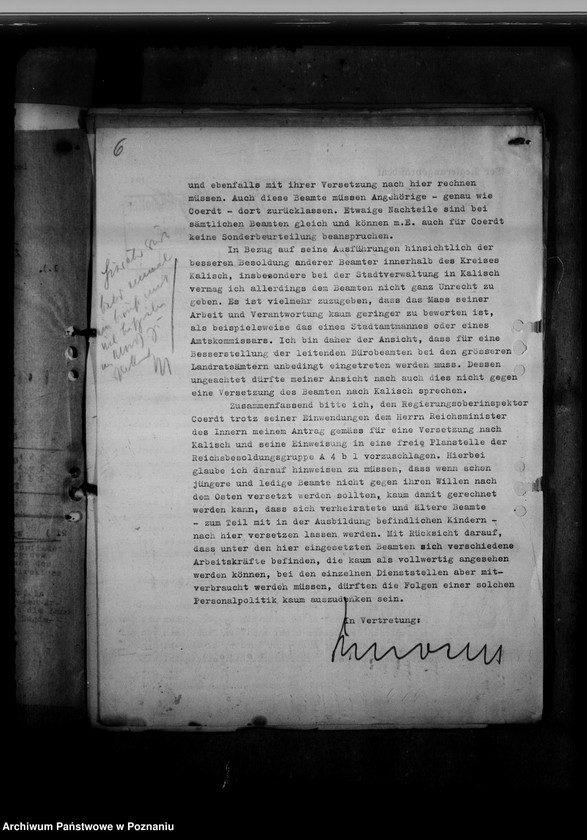 6
und ebenfalls mit ihrer Versetzung nach hier rechnen
müssen. Auch diese Beamte müssen Angehörige - genau wie
Coerdt - dort zurücklassen. Etwaige Nachteile sind bei
sämtlichen Beamten gleich und können m.E. auch für Coerdt
keine Sonderbeurteilung beanspruchen.
In Bezug auf seine Ausführungen hinsichtlich der
besseren Besoldung anderer Beamter innerhalb des Kreises
Kalisch, insbesondere bei der Stadtverwaltung in Kalisch
vermag ich allerdings dem Beamten nicht ganz Unrecht zu
geben. Es ist vielmehr zuzugeben, dass das Mass seiner
Arbeit und Verantwortung kaum geringer zu bewerten ist,
als beispielsweise das eines Stadtamtmannes oder eines
Amtskommissars. Ich bin daher der Ansicht, dass für eine
Besserstellung der leitenden Bürobeamten bei den grösseren
Landratsämtern unbedingt eingetreten werden muss. Dessen
ungeachtet dürfte meiner Ansicht nach auch dies nicht gegen
eine Versetzung des Beamten nach Kalisch sprechen.
Zusammenfassend bitte ich, den Regierungsoberinspektor
Coerdt trotz seiner Einwendungen dem Herrn Reichsminister
des Innern meinem Antrag gemäss für eine Versetzung nach
Kalisch und seine Einweisung in eine freie Planstelle der
Reichsbesoldungsgruppe A 4 b 1 vorzuschlagen. Hierbei
glaube ich darauf hinweisen zu müssen, dass wenn schon
jüngere und ledige Beamte nicht gegen ihren Willen nach
dem Osten versetzt werden sollten, kaum damit gerechnet
werden kann, dass sich verheiratete und ältere Beamte
- zum Teil mit in der Ausbildung befindlichen Kindern -
nach hier versetzen lassen werden. Mit Rücksicht darauf,
dass unter den hier eingesetzten Beamten sich verschiedene
Arbeitskräfte befinden, die kaum als vollwertig angesehen
werden können, bei den einzelnen Dienststellen aber mit-
verbraucht werden müssen, dürften die Folgen einer solchen
Personalpolitik kaum auszudenken sein.
In Vertretung:
Archiwum Państwowe w Poznaniu